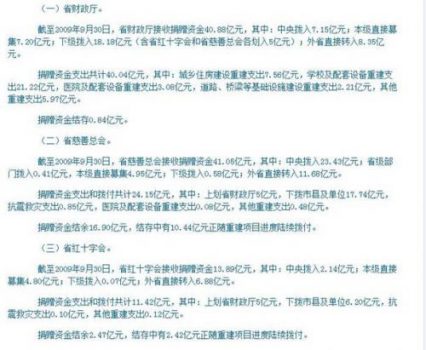 （一）省财政厅。
截至2009年9月30日，省财政厅接收捐赠资金40.88亿元，其中：中央拨入7.15亿元；本级直接募
集7.20亿元；下级拨入18.18亿元（含省红十字会和省慈善总会各划入5亿元）；外省直接转入8.35亿
元。
捐赠资金支出共计40.04亿元，其中：城乡住房建设重建支出7.56亿元，学校及配套设备重建支
出21.22亿元，医院及配套设备重建支出3.08亿元，道路、桥梁等基础设施建设重建支出2.21亿元，其他
重建支出5.97亿元。
捐赠资金结存0.84亿元。
（二）省慈善总会。
截至2009年9月30日，省慈善总会接收捐赠资金41.05亿元，其中：中央拨入23.43亿元；省级部
门拨入0.41亿元，本级直接募集4.95亿元；下级拨入0.58亿元；外省直接转入11.68亿元。
捐赠资金支出和拨付共计24.15亿元，其中：上划省财政厅5亿元，下拨市县及单位17.74亿元，
抗震救灾支出0.85亿元，医院及配套设备重建支出0.08亿元，其他重建支出0.48亿元。
捐赠资金结余16.90亿元，结存中有10.44亿元正随重建项目进度陆续拨付。
（三）省红十字会。
截至2009年9月30日，省红十字会接收捐赠资金13.89亿元，其中：中央拨入2.14亿元；本级直接
募集4.80亿元；下级拨入0.07亿元；外省直接转入6.88亿元。
捐赠资金支出和拨付共计11.42亿元，其中：上划省财政厅5亿元，下拨市县及单位6.20亿元，抗
震救灾支出0.10亿元，其他重建支出0.12亿元。
捐赠资金结余2.47亿元，结存中有2.42亿元正随重建项目进度陆续拨付。